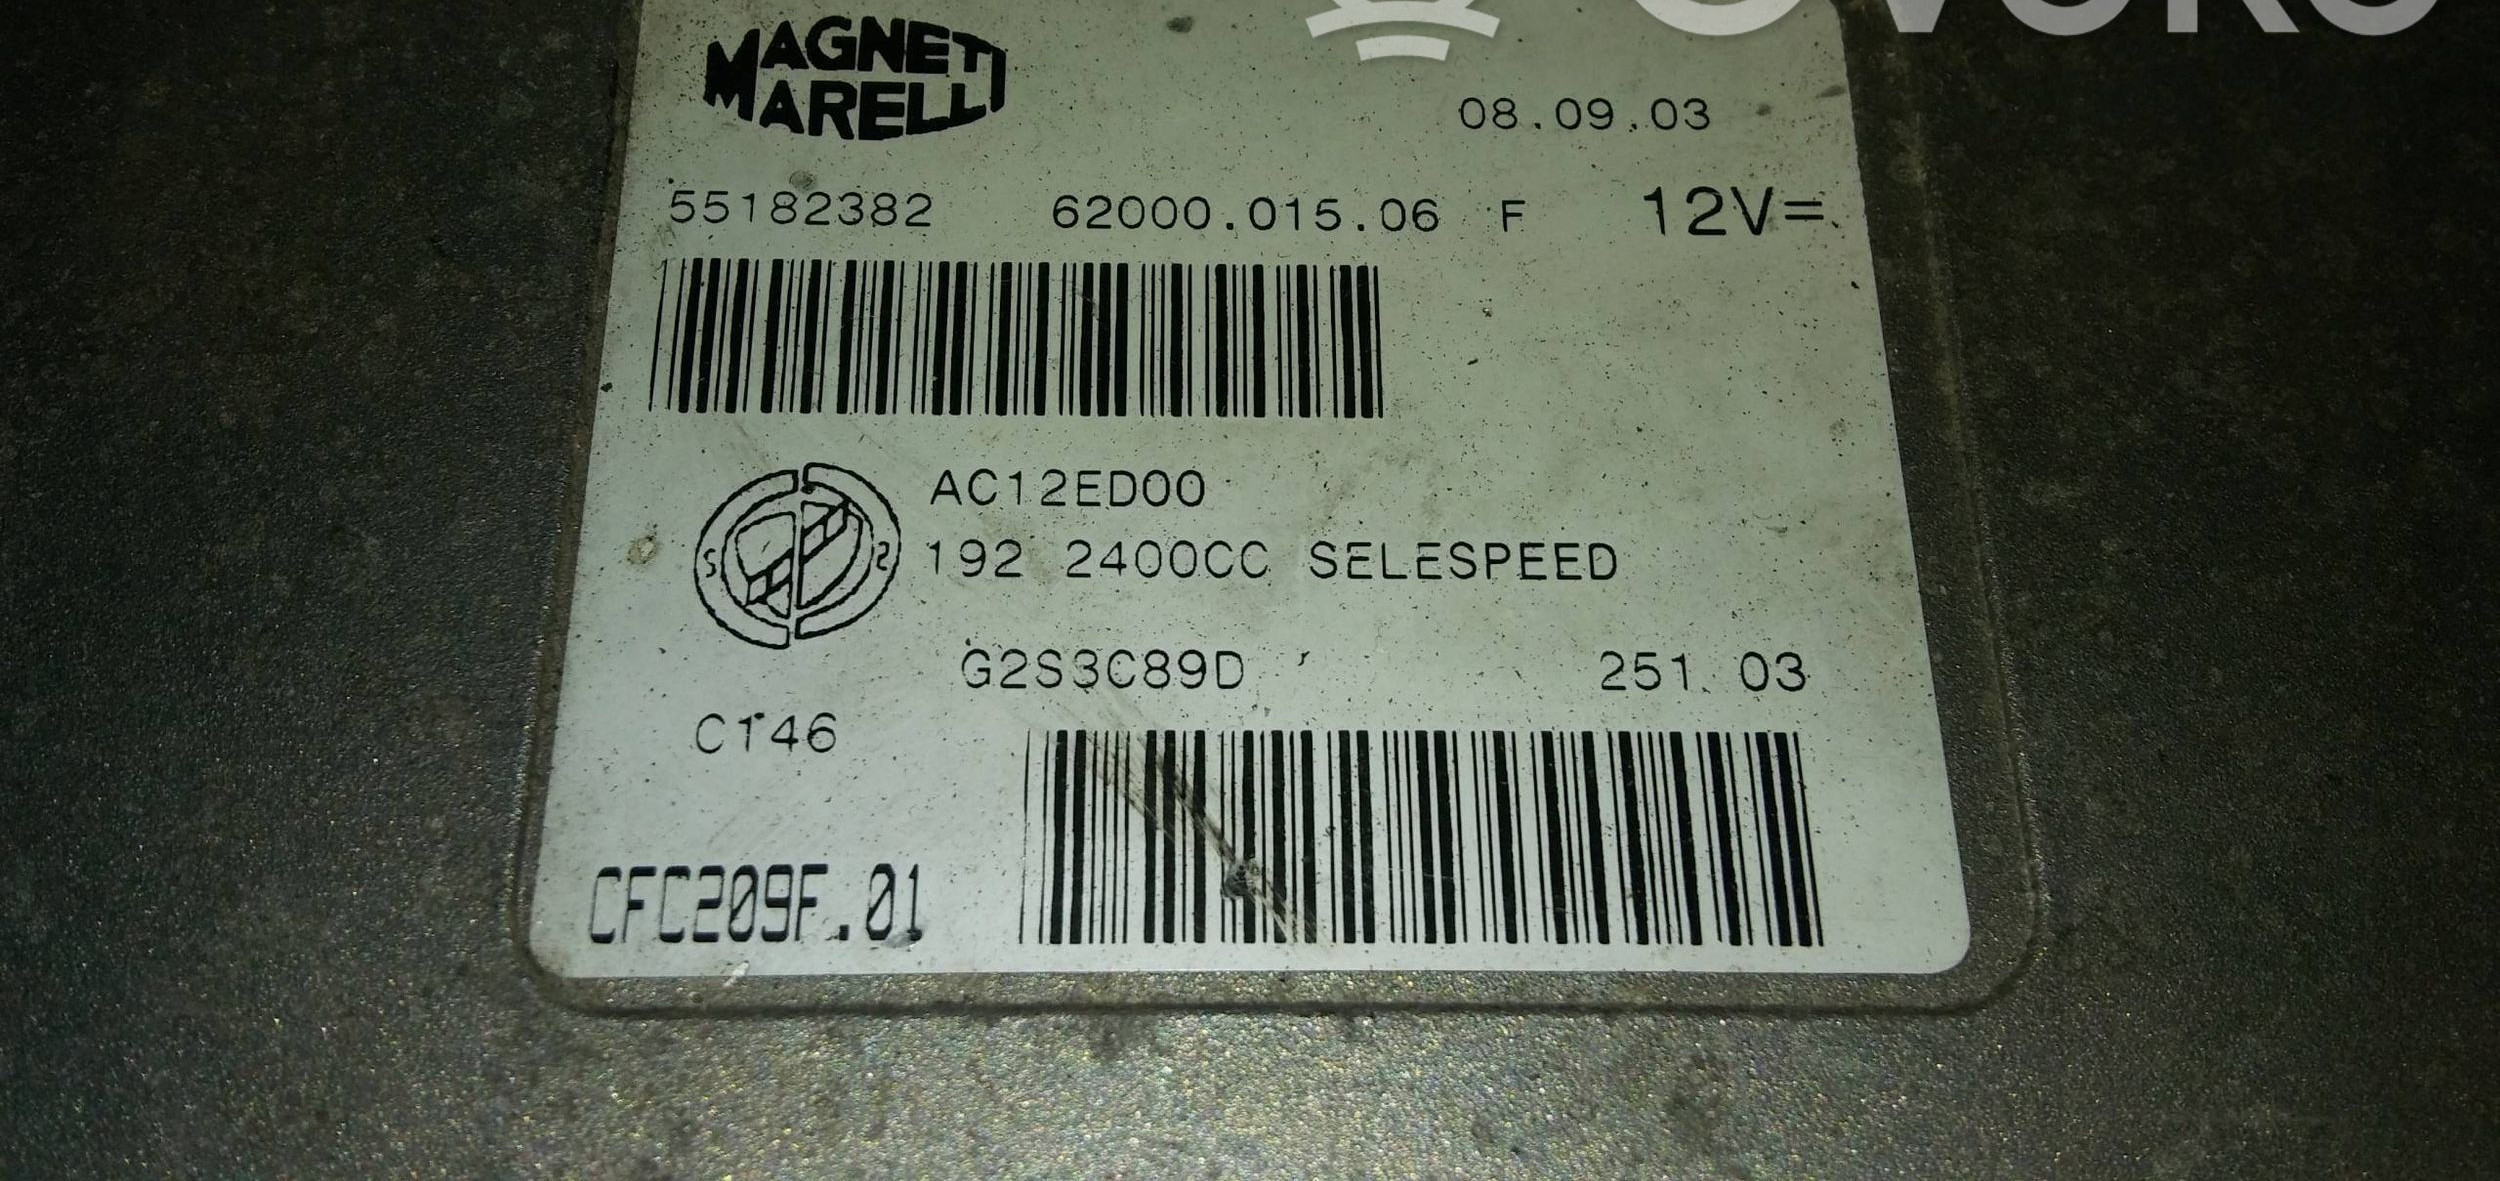 MAGNETI
MARELLI
08.09.03
55182382 62000.015.06 F 12V=
AC12ED00
192 2400CC SELESPEED
G2S3C89D 251 03
C146
CFC209F.01